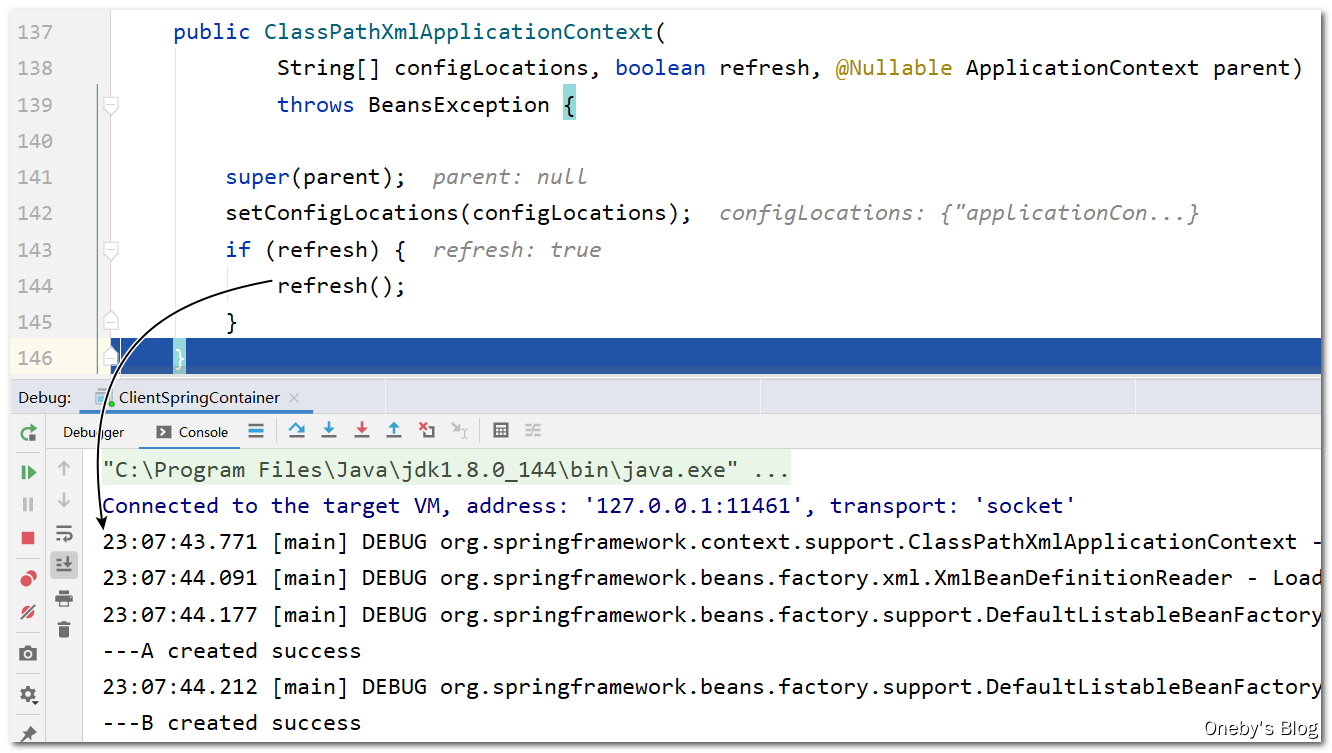 137 public ClassPathXmlApplicationContext(
138 String[] configLocations, boolean refresh, @Nullable ApplicationContext parent)
139 throws BeansException {
140
141 super(parent); parent: null
142 setConfigLocations(configLocations); configLocations: {"applicationCon...}
143 if (refresh) { refresh: true
144 refresh();
145 }
146 }
Debug: ClientSpringContainer
Debugger Console
"C:\Program Files\Java\jdk1.8.0_144\bin\java.exe" ...
Connected to the target VM, address: '127.0.0.1:11461', transport: 'socket'
23:07:43.771 [main] DEBUG org.springframework.context.support.ClassPathXmlApplicationContext -
23:07:44.091 [main] DEBUG org.springframework.beans.factory.xml.XmlBeanDefinitionReader - Load
23:07:44.177 [main] DEBUG org.springframework.beans.factory.support.DefaultListableBeanFactory
---A created success
23:07:44.212 [main] DEBUG org.springframework.beans.factory.support.DefaultListableBeanFactory
---B created success
Oneby's Blog